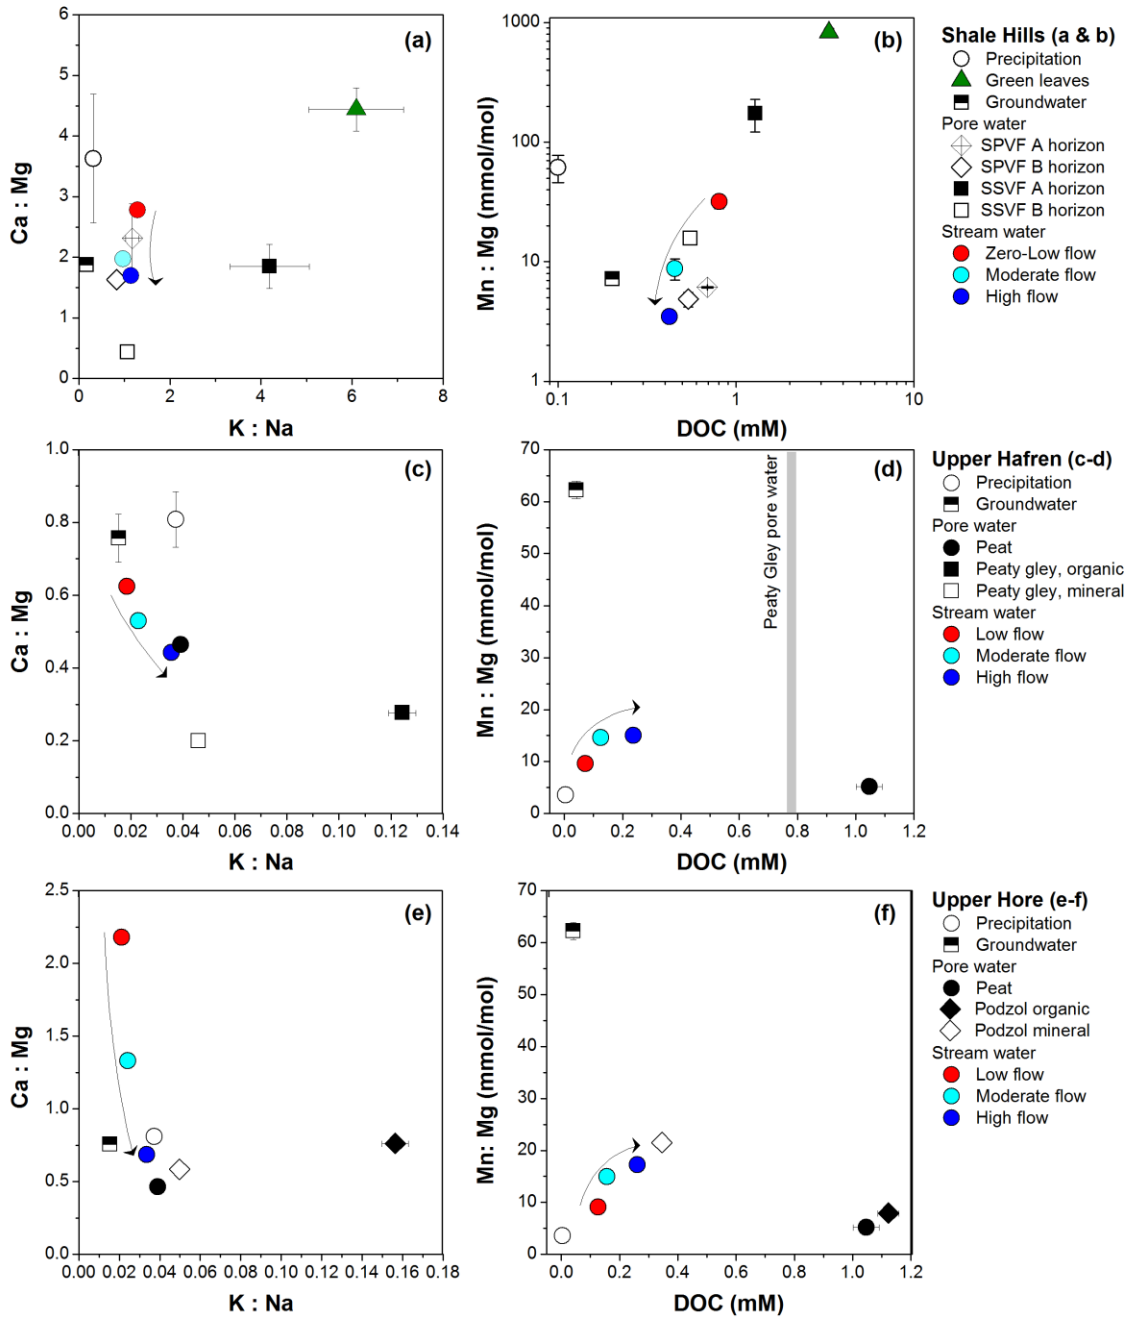 (a)
6
5
4
3
2
1
0
Ca : Mg
0
2
4
6
8
K : Na
(b)
1000
100
10
1
Mn : Mg (mmol/mol)
0.1
1
10
DOC (mM)
Shale Hills (a & b)
Precipitation
Green leaves
Groundwater
Pore water
SPVF A horizon
SPVF B horizon
SSVF A horizon
SSVF B horizon
Stream water
Zero-Low flow
Moderate flow
High flow
(c)
1.0
0.8
0.6
0.4
0.2
0.0
Ca : Mg
0.00 0.02 0.04 0.06 0.08 0.10 0.12 0.14
K : Na
(d)
70
60
50
40
30
20
10
0
Mn : Mg (mmol/mol)
Peaty Gley pore water
0.0 0.2 0.4 0.6 0.8 1.0 1.2
DOC (mM)
Upper Hafren (c-d)
Precipitation
Groundwater
Pore water
Peat
Peaty gley, organic
Peaty gley, mineral
Stream water
Low flow
Moderate flow
High flow
(e)
2.5
2.0
1.5
1.0
0.5
0.0
Ca : Mg
0.00 0.02 0.04 0.06 0.08 0.10 0.12 0.14 0.16 0.18
K : Na
(f)
70
60
50
40
30
20
10
0
Mn: Mg (mmol/mol)
0.0 0.2 0.4 0.6 0.8 1.0 1.2
DOC (mM)
Upper Hore (e-f)
Precipitation
Groundwater
Pore water
Peat
Podzol organic
Podzol mineral
Stream water
Low flow
Moderate flow
High flow